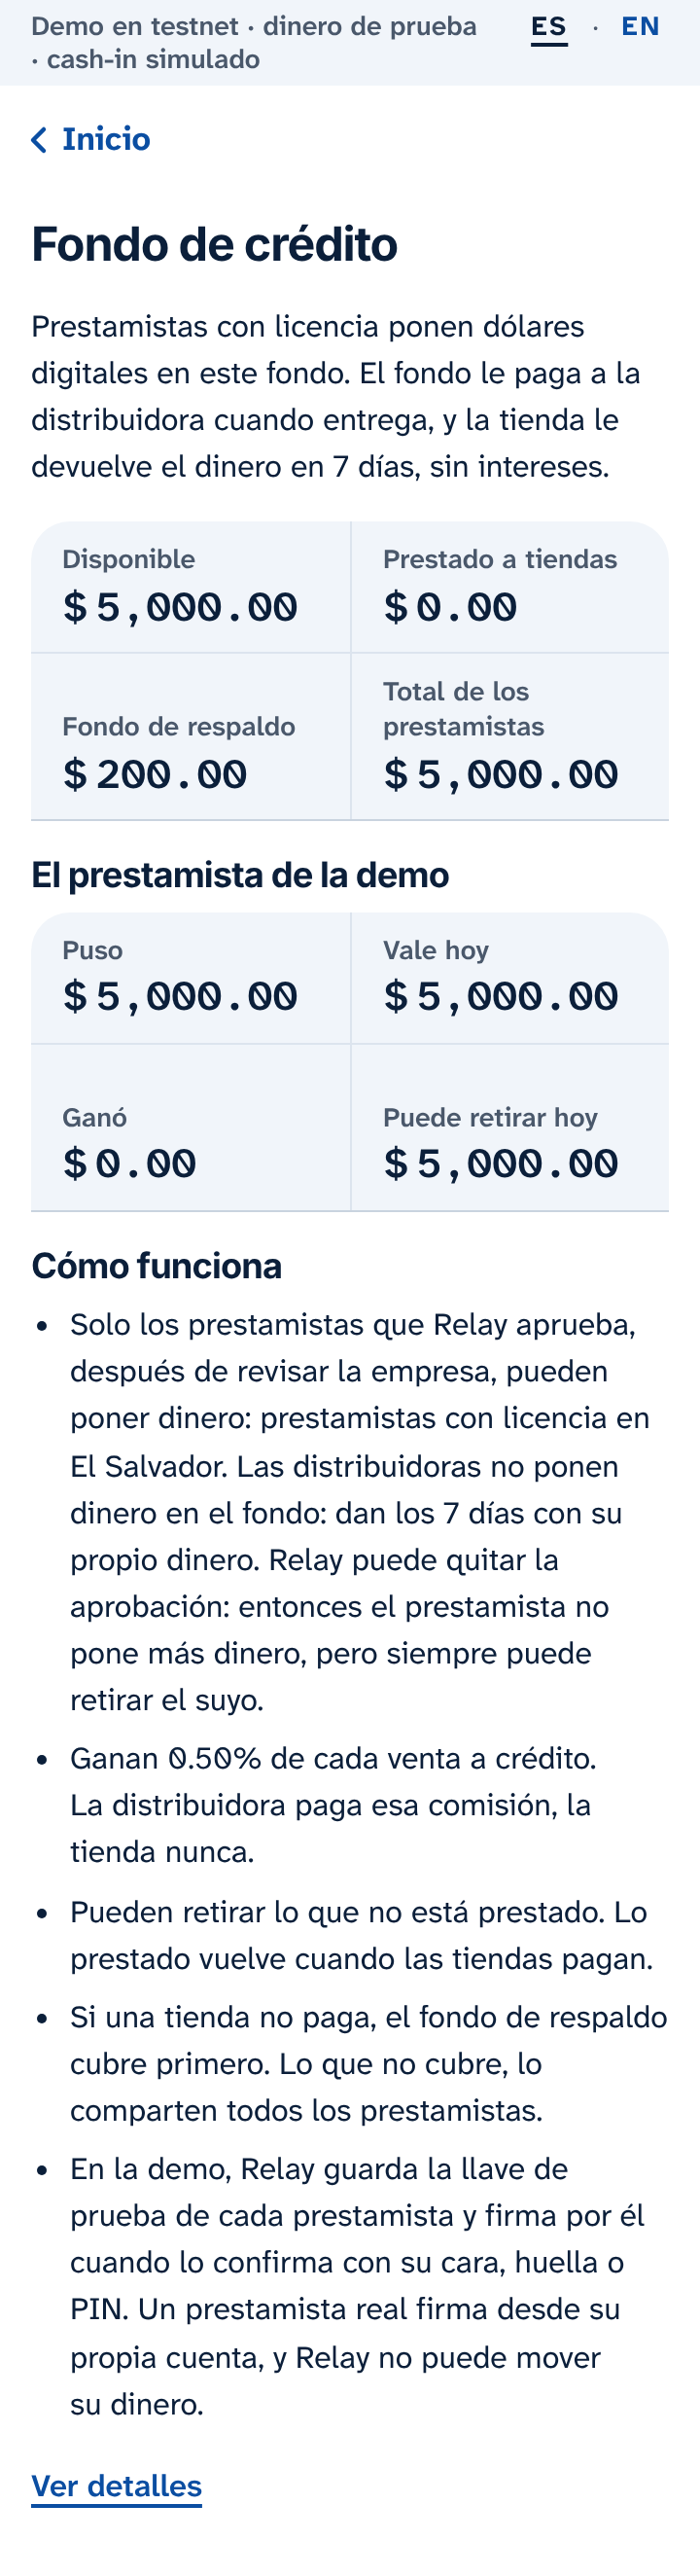 Demo en testnet · dinero de prueba
· cash-in simulado
ES · EN
Inicio
Fondo de crédito
Prestamistas con licencia ponen dólares
digitales en este fondo. El fondo le paga a la
distribuidora cuando entrega, y la tienda le
devuelve el dinero en 7 días, sin intereses.
Disponible
$5,000.00
Prestado a tiendas
$0.00
Fondo de respaldo
$200.00
Total de los
prestamistas
$5,000.00
El prestamista de la demo
Puso
$5,000.00
Vale hoy
$5,000.00
Ganó
$0.00
Puede retirar hoy
$5,000.00
Cómo funciona
• Solo los prestamistas que Relay aprueba,
después de revisar la empresa, pueden
poner dinero: prestamistas con licencia en
El Salvador. Las distribuidoras no ponen
dinero en el fondo: dan los 7 días con su
propio dinero. Relay puede quitar la
aprobación: entonces el prestamista no
pone más dinero, pero siempre puede
retirar el suyo.
• Ganan 0.50% de cada venta a crédito.
La distribuidora paga esa comisión, la
tienda nunca.
• Pueden retirar lo que no está prestado. Lo
prestado vuelve cuando las tiendas pagan.
• Si una tienda no paga, el fondo de respaldo
cubre primero. Lo que no cubre, lo
comparten todos los prestamistas.
• En la demo, Relay guarda la llave de
prueba de cada prestamista y firma por él
cuando lo confirma con su cara, huella o
PIN. Un prestamista real firma desde su
propia cuenta, y Relay no puede mover
su dinero.
Ver detalles